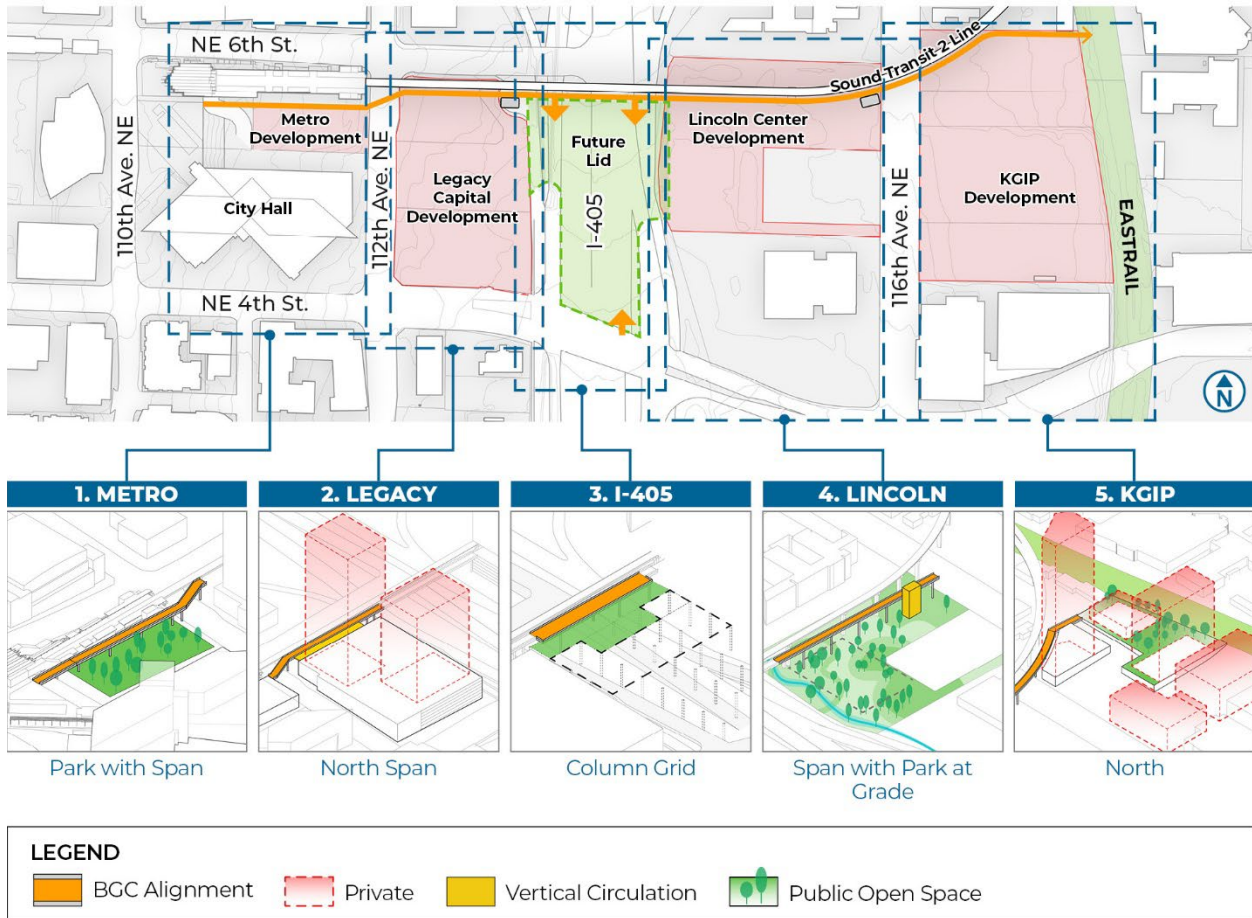 NE 6th St.
Sound Transit 2 Line
Metro
Development
Lincoln Center
Development
Future
Lid
110th Ave. NE
112th Ave. NE
Legacy
Capital
Development
I-405
KGIP
Development
City Hall
116th Ave. NE
EASTRAIL
NE 4th St.
N
1. METRO
2. LEGACY
3. I-405
4. LINCOLN
5. KGIP
Park with Span
North Span
Column Grid
Span with Park at
Grade
North
LEGEND
BGC Alignment
Private
Vertical Circulation
Public Open Space